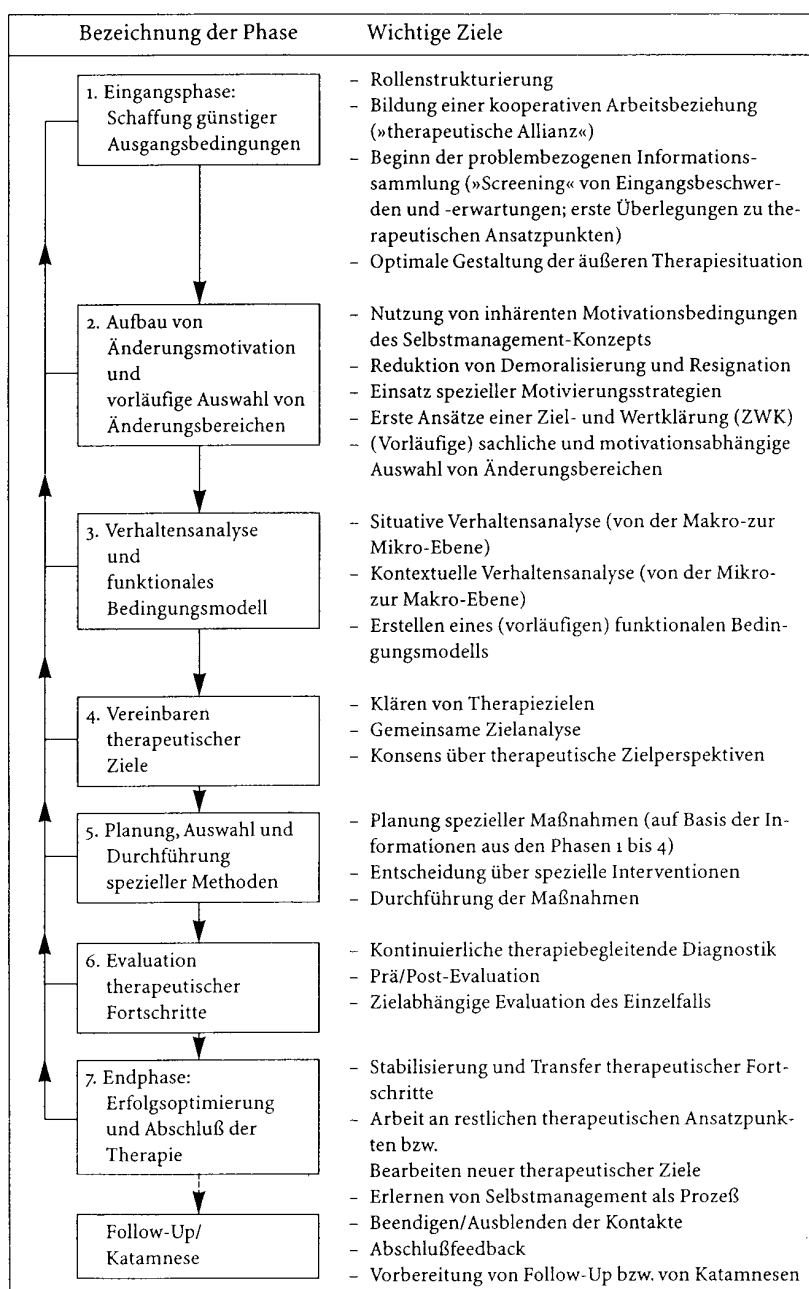 Bezeichnung der Phase
Wichtige Ziele
1. Eingangsphase:
Schaffung günstiger
Ausgangsbedingungen
– Rollenstrukturierung
– Bildung einer kooperativen Arbeitsbeziehung
(»therapeutische Allianz«)
– Beginn der problembezogenen Informations-
sammlung (»Screening« von Eingangsbeschwer-
den und -erwartungen; erste Überlegungen zu the-
rapeutischen Ansatzpunkten)
– Optimale Gestaltung der äußeren Therapiesituation
2. Aufbau von
Änderungsmotivation
und
vorläufige Auswahl von
Änderungsbereichen
– Nutzung von inhärenten Motivationsbedingungen
des Selbstmanagement-Konzepts
– Reduktion von Demoralisierung und Resignation
– Einsatz spezieller Motivierungsstrategien
– Erste Ansätze einer Ziel- und Wertklärung (ZWK)
– (Vorläufige) sachliche und motivationsabhängige
Auswahl von Änderungsbereichen
3. Verhaltensanalyse
und
funktionales
Bedingungsmodell
– Situative Verhaltensanalyse (von der Makro-zur
Mikro-Ebene)
– Kontextuelle Verhaltensanalyse (von der Mikro-
zur Makro-Ebene)
– Erstellen eines (vorläufigen) funktionalen Bedin-
gungsmodells
4. Vereinbaren
therapeutischer
Ziele
– Klären von Therapiezielen
– Gemeinsame Zielanalyse
– Konsens über therapeutische Zielperspektiven
5. Planung, Auswahl und
Durchführung
spezieller Methoden
– Planung spezieller Maßnahmen (auf Basis der In-
formationen aus den Phasen 1 bis 4)
– Entscheidung über spezielle Interventionen
– Durchführung der Maßnahmen
6. Evaluation
therapeutischer
Fortschritte
– Kontinuierliche therapiebegleitende Diagnostik
– Prä/Post-Evaluation
– Zielabhängige Evaluation des Einzelfalls
7. Endphase:
Erfolgsoptimierung
und Abschluß der
Therapie
– Stabilisierung und Transfer therapeutischer Fort-
schritte
– Arbeit an restlichen therapeutischen Ansatzpunk-
ten bzw.
Bearbeiten neuer therapeutischer Ziele
– Erlernen von Selbstmanagement als Prozeß
– Beendigen/Ausblenden der Kontakte
– Abschlußfeedback
– Vorbereitung von Follow-Up bzw. von Katamnesen
Follow-Up/
Katamnese